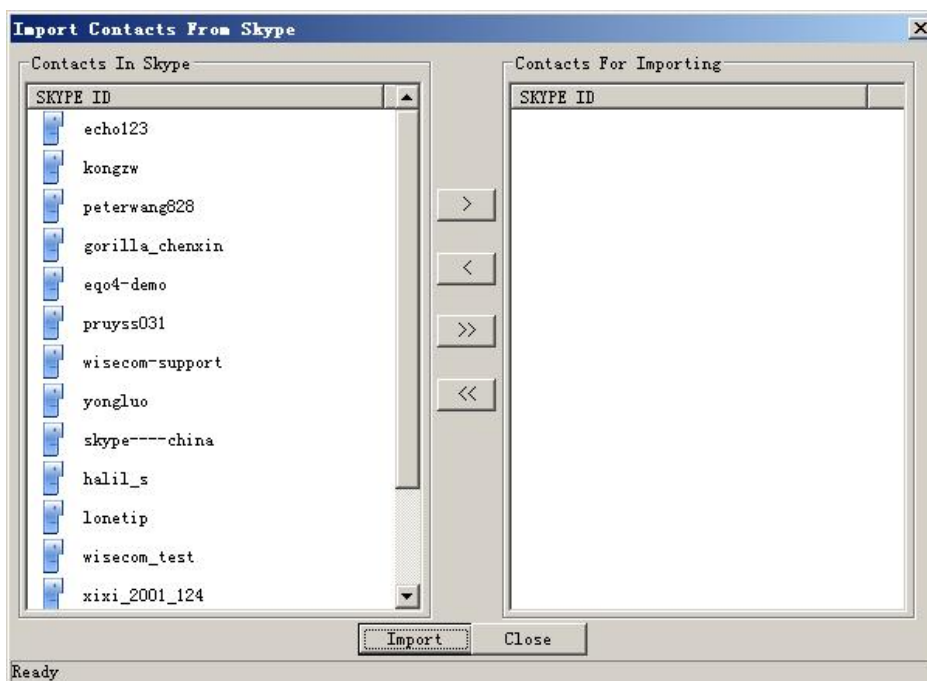 Import Contacts From Skype
Contacts In Skype
SKYPE ID
echo123
kongzw
peterwang828
gorilla_chenxin
eqo4-demo
pruyss031
wisecom-support
yongluo
skype----china
halil_s
lonetip
wisecom_test
xixi_2001_124
>
<
>>
<<
Contacts For Importing
SKYPE ID
Import
Close
Ready